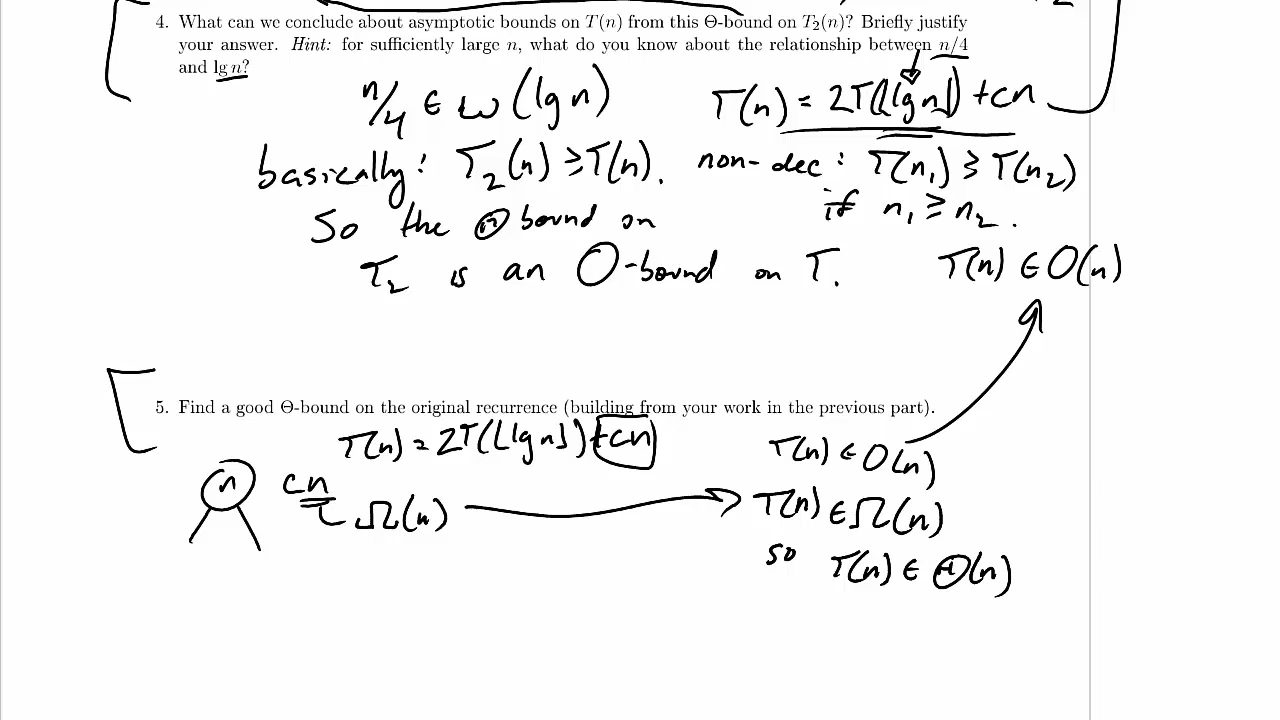 4. What can we conclude about asymptotic bounds on T(n) from this Θ-bound on T₂(n)? Briefly justify
your answer. Hint: for sufficiently large n, what do you know about the relationship between n/4
and lg n?
n/4 ∈ ω(lg n)
T(n) = 2T(⌊lg n⌋) + cn
basically: T₂(n) ≥ T(n).
non-dec: T(n₁) ≥ T(n₂)
if n₁ ≥ n₂.
So the Θ bound on
T₂ is an O-bound on T.
T(n) ∈ O(n)
5. Find a good Θ-bound on the original recurrence (building from your work in the previous part).
T(n) = 2T(⌊lg n⌋) + cn
T(n) ∈ O(n)
n
cn
Ω(n)
T(n) ∈ Ω(n)
so T(n) ∈ Θ(n)